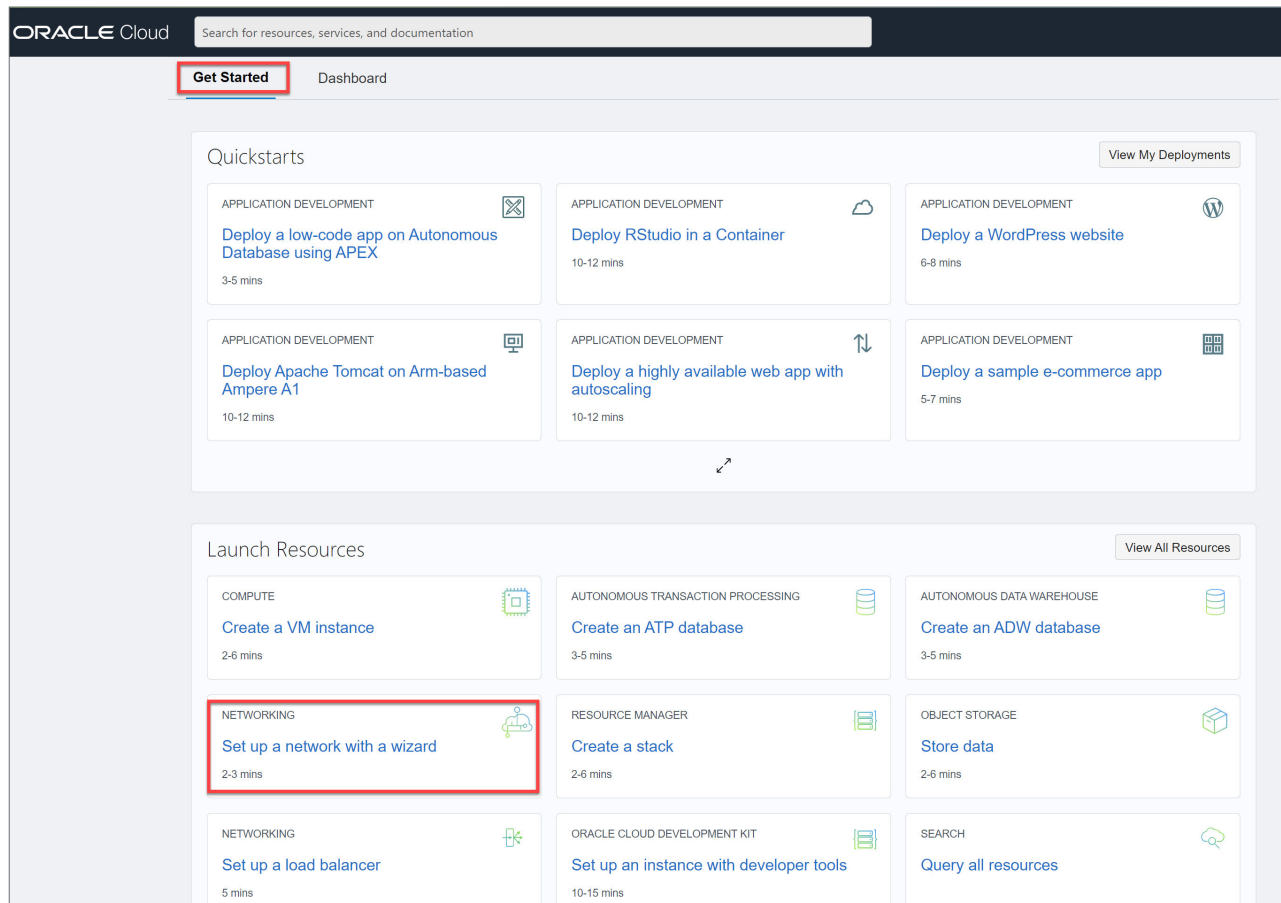 ORACLE Cloud
Search for resources, services, and documentation
Get Started
Dashboard
Quickstarts
View My Deployments
APPLICATION DEVELOPMENT
Deploy a low-code app on Autonomous
Database using APEX
3-5 mins
APPLICATION DEVELOPMENT
Deploy RStudio in a Container
10-12 mins
APPLICATION DEVELOPMENT
Deploy a WordPress website
6-8 mins
APPLICATION DEVELOPMENT
Deploy Apache Tomcat on Arm-based
Ampere A1
10-12 mins
APPLICATION DEVELOPMENT
Deploy a highly available web app with
autoscaling
10-12 mins
APPLICATION DEVELOPMENT
Deploy a sample e-commerce app
5-7 mins
Launch Resources
View All Resources
COMPUTE
Create a VM instance
2-6 mins
AUTONOMOUS TRANSACTION PROCESSING
Create an ATP database
3-5 mins
AUTONOMOUS DATA WAREHOUSE
Create an ADW database
3-5 mins
NETWORKING
Set up a network with a wizard
2-3 mins
RESOURCE MANAGER
Create a stack
2-6 mins
OBJECT STORAGE
Store data
2-6 mins
NETWORKING
Set up a load balancer
5 mins
ORACLE CLOUD DEVELOPMENT KIT
Set up an instance with developer tools
10-15 mins
SEARCH
Query all resources